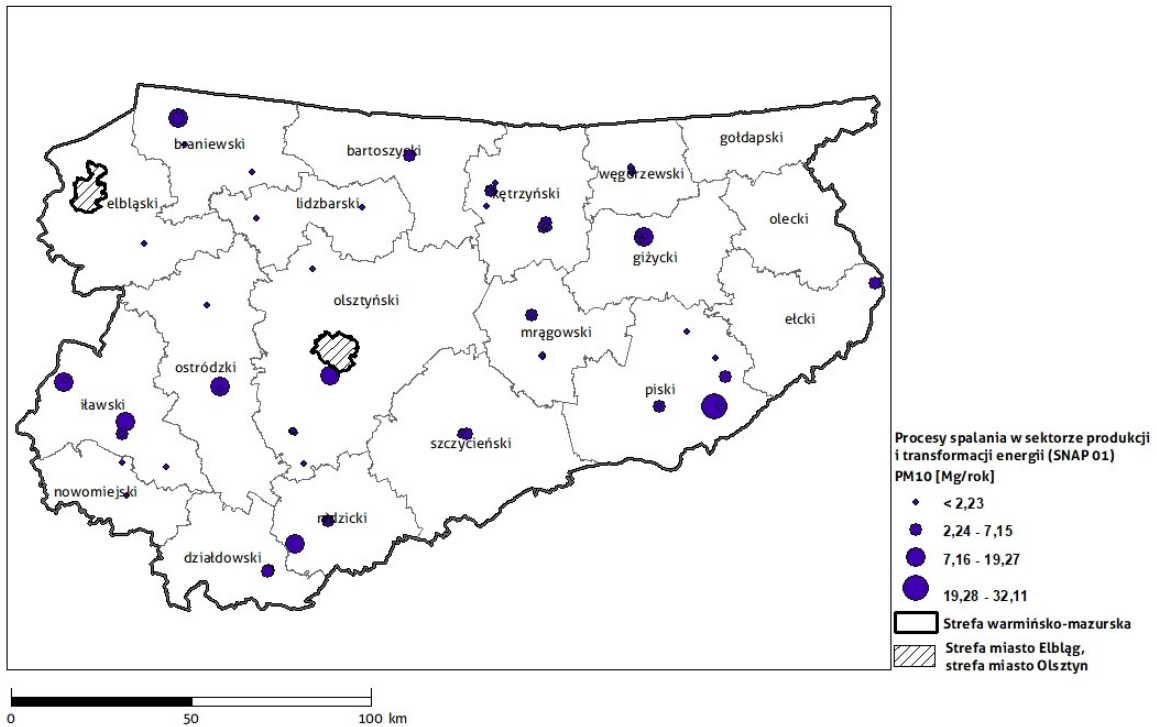 gołdapski
braniewski
bartoszycki
węgorzewski
kętrzyński
elbląski
lidzbarski
olecki
giżycki
olsztyński
ełcki
mrągowski
ostródzki
piski
iławski
szczycieński
nowomiejski
nidzicki
działdowski
Procesy spalania w sektorze produkcji
i transformacji energii (SNAP 01)
PM10 [Mg/rok]
< 2,23
2,24 - 7,15
7,16 - 19,27
19,28 - 32,11
Strefa warmińsko-mazurska
Strefa miasto Elbląg,
strefa miasto Olsztyn
0 50 100 km